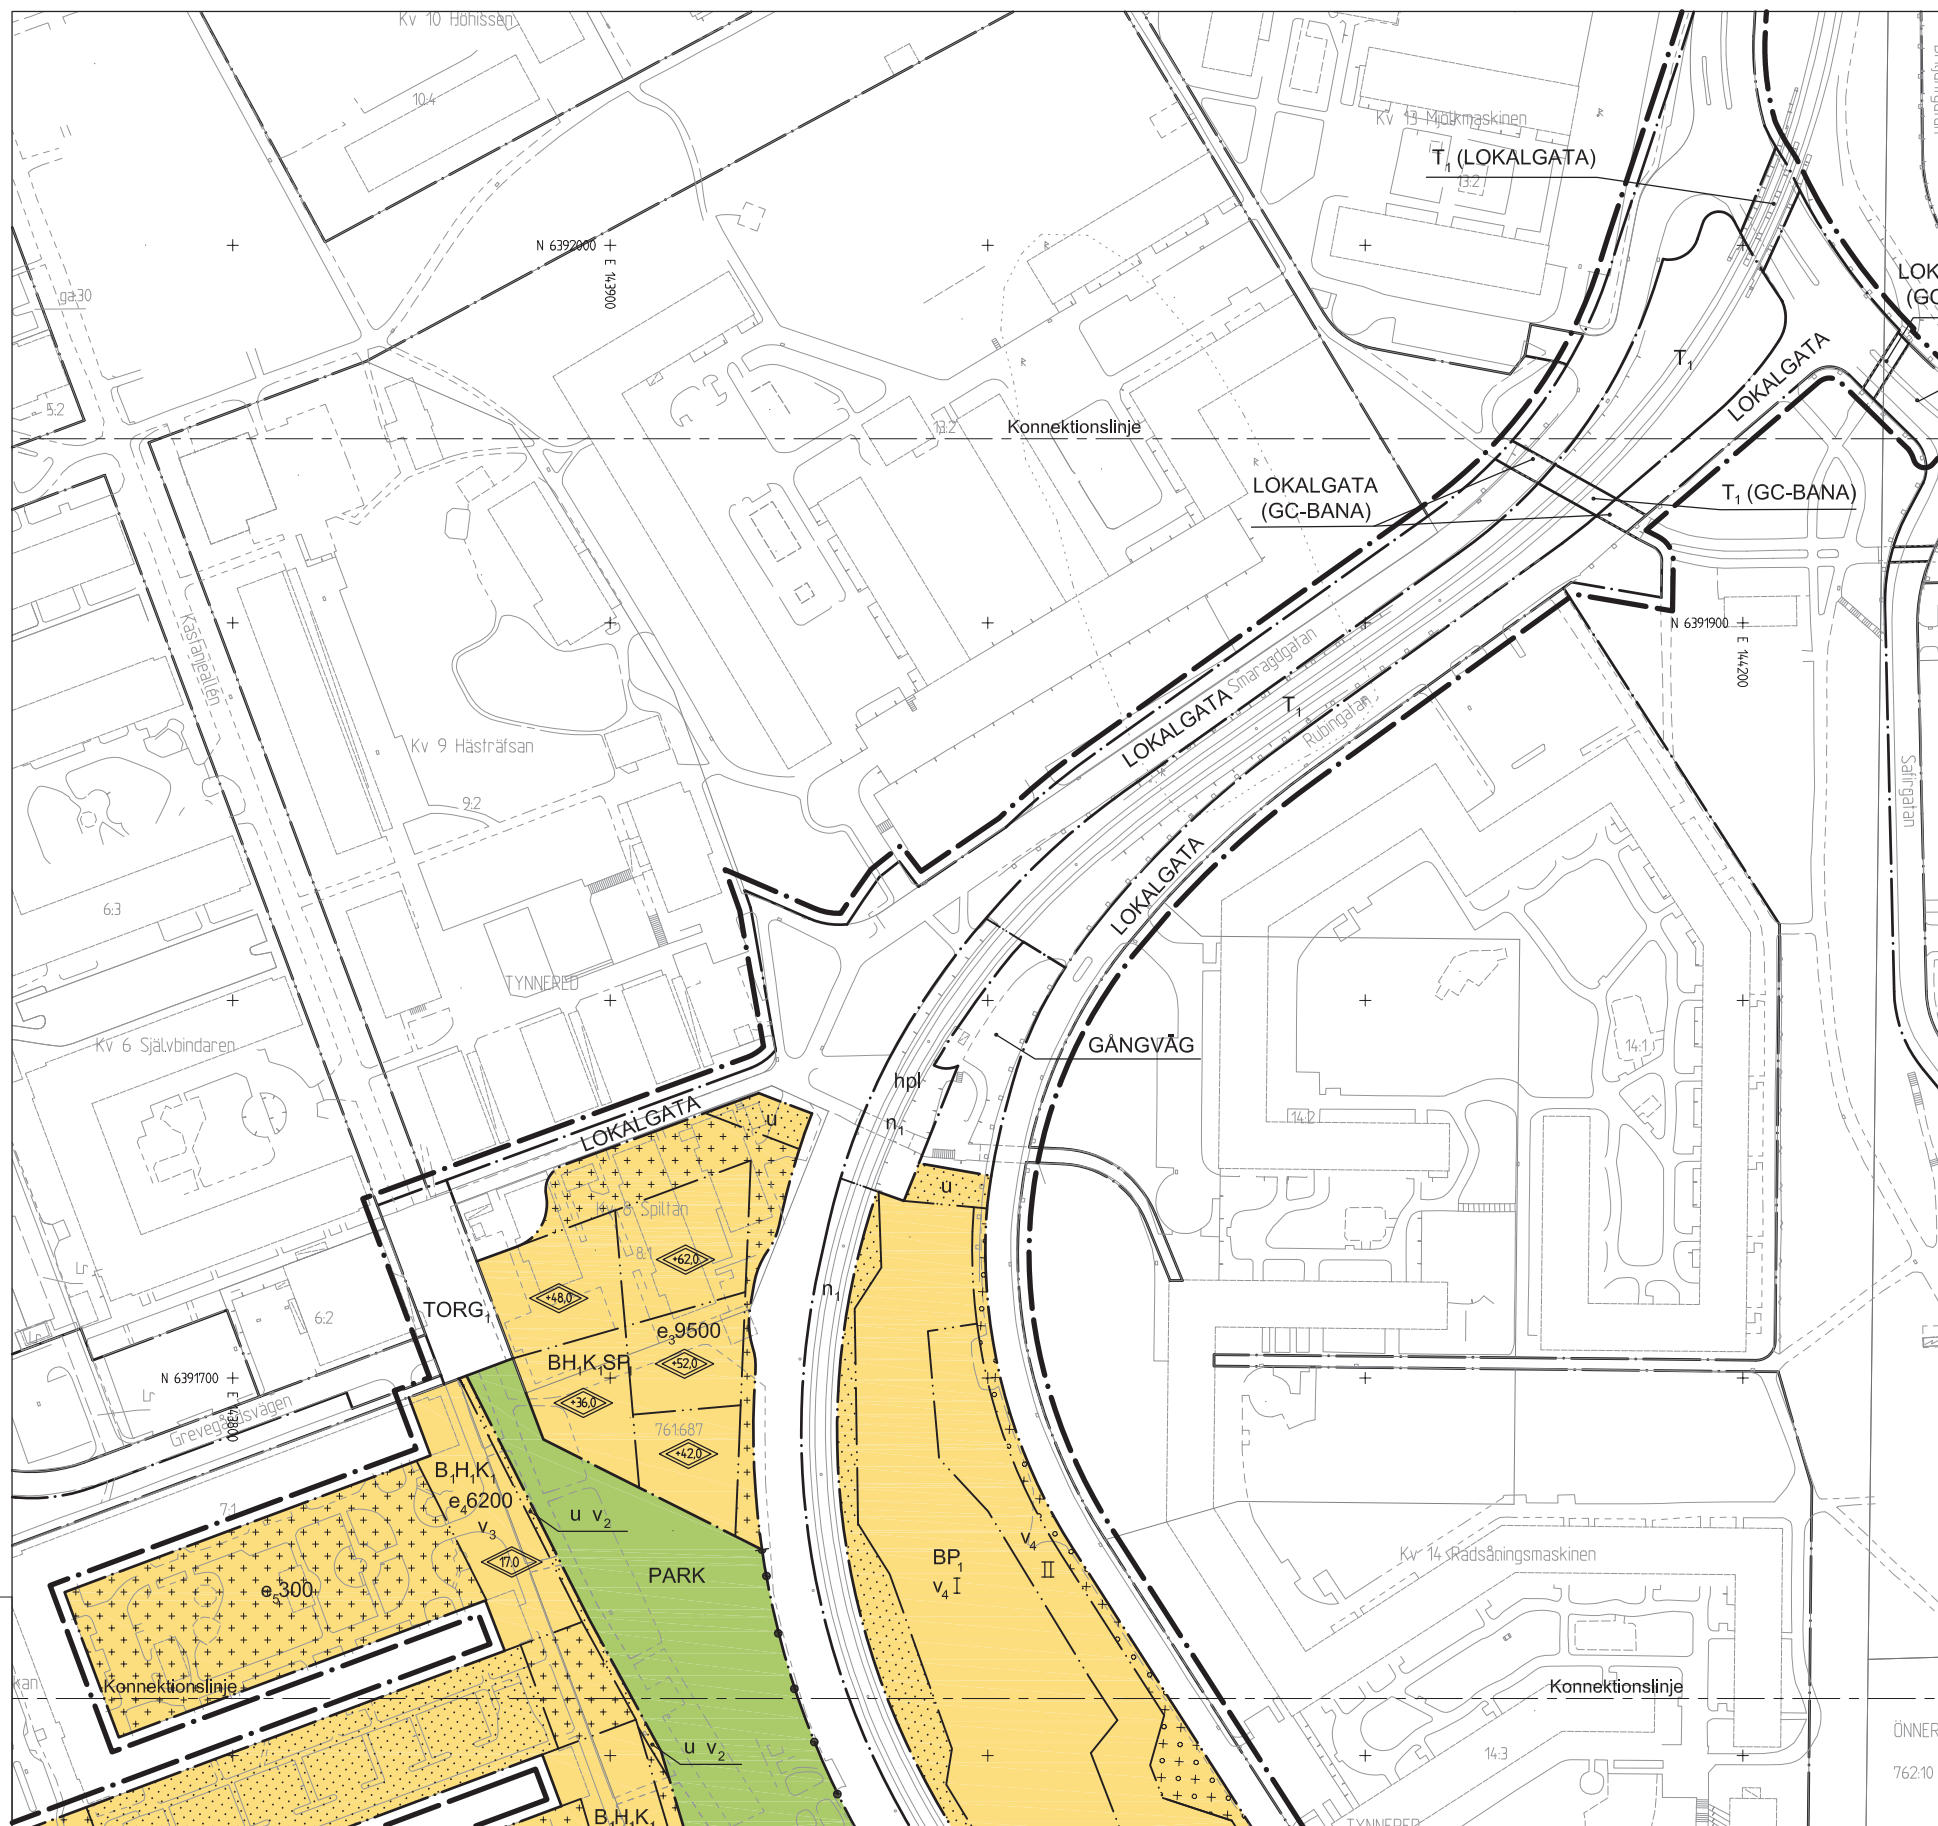 Kv 10 Höhissen
10:4
Kv 13 Mjölkmaskinen
T1 (LOKALGATA)
13:2
N 6392000
E 143900
ga:30
LOK
(GC
T1
LOKALGATA
5:2
13:2
Konnektionslinje
LOKALGATA
(GC-BANA)
T1 (GC-BANA)
N 6391900
E 144200
Kastanjeallén
Smaragdgatan
LOKALGATA
T1
Rubingatan
Kv 9 Hästräfsan
9:2
Safirgatan
LOKALGATA
6:3
TYNNERED
Kv 6 Självbindaren
GÅNGVÄG
14:1
hpl
n1
14:2
LOKALGATA
u
u
Kv 8 Spiltan
8:1
+62,0
+48,0
n1
TORG1
6:2
e3 9500
BH1K1SP1
+52,0
N 6391700
E 143800
+36,0
Grevegårdsvägen
761:687
+42,0
B1H1K1
7:1
e4 6200
u v2
v3
v4
II
Kv 14 Radsåningsmaskinen
17,0
BP1
v4 I
PARK
e5 300
kan
Konnektionslinje
Konnektionslinje
ÖNNER
u v2
14:3
762:10
B1H1K1
TYNNERED